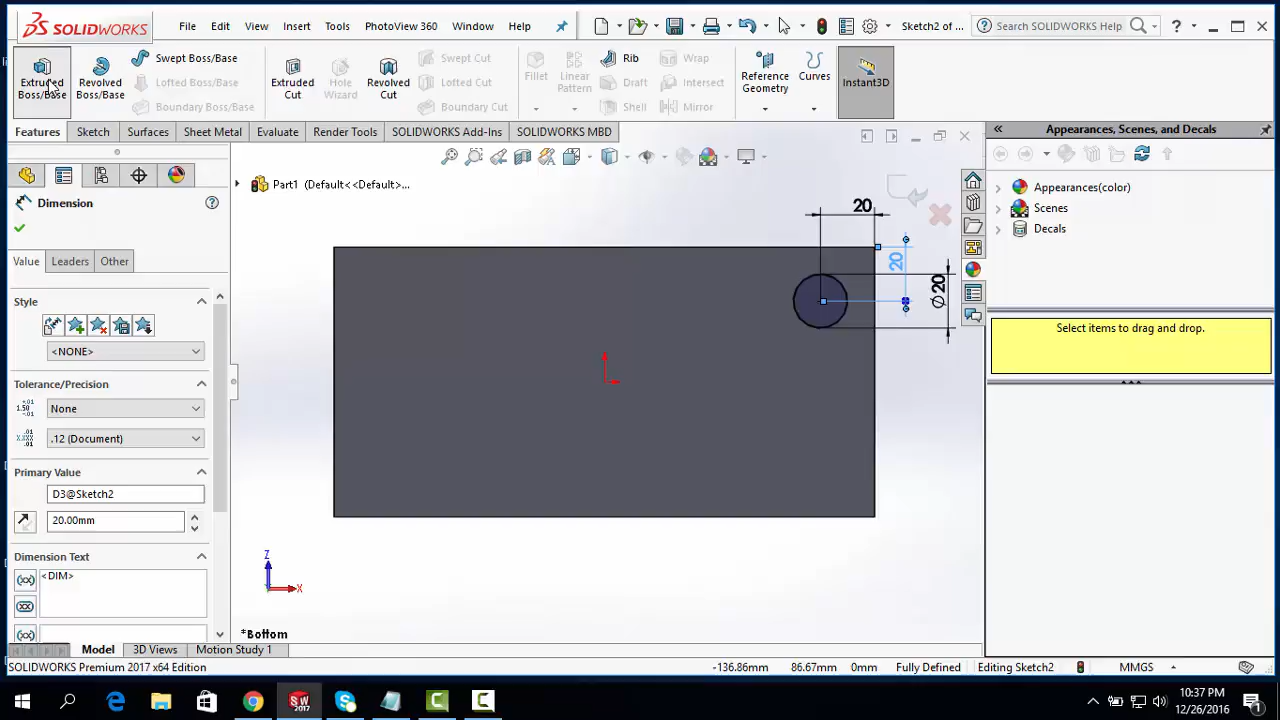 SOLIDWORKS
File Edit View Insert Tools PhotoView 360 Window Help
Sketch2 of ...
Search SOLIDWORKS Help
Extruded Boss/Base
Revolved Boss/Base
Swept Boss/Base
Lofted Boss/Base
Boundary Boss/Base
Extruded Cut
Hole Wizard
Revolved Cut
Swept Cut
Lofted Cut
Boundary Cut
Fillet
Linear Pattern
Rib
Draft
Shell
Wrap
Intersect
Mirror
Reference Geometry
Curves
Instant3D
Features Sketch Surfaces Sheet Metal Evaluate Render Tools SOLIDWORKS Add-Ins SOLIDWORKS MBD
Appearances, Scenes, and Decals
Part1 (Default<<Default>...
Appearances(color)
Scenes
Decals
Dimension
Value Leaders Other
Style
<NONE>
Tolerance/Precision
None
.12 (Document)
Primary Value
D3@Sketch2
20.00mm
Dimension Text
<DIM>
20
20
Ø20
Select items to drag and drop.
Z
X
*Bottom
Model 3D Views Motion Study 1
SOLIDWORKS Premium 2017 x64 Edition
-136.86mm 86.67mm 0mm Fully Defined Editing Sketch2 MMGS
10:37 PM
12/26/2016